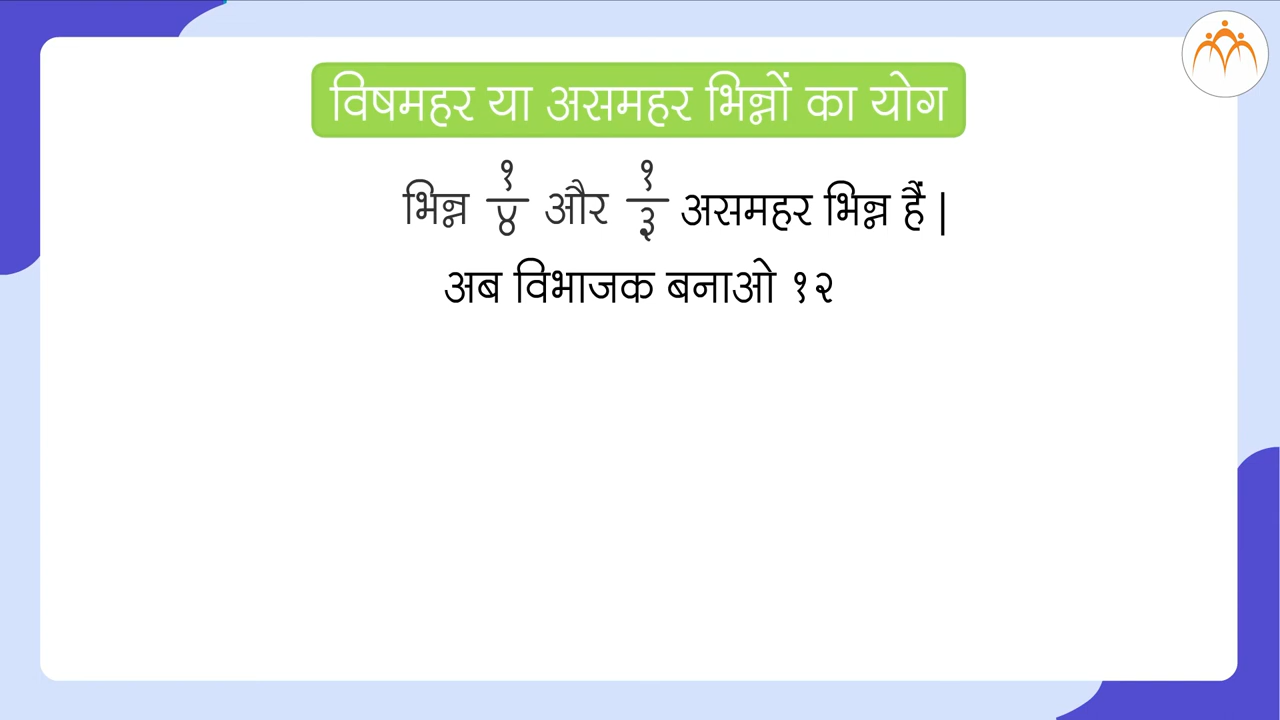 विषमहर या असमहर भिन्नों का योग
भिन्न १/४ और १/३ असमहर भिन्न हैं |
अब विभाजक बनाओ १२